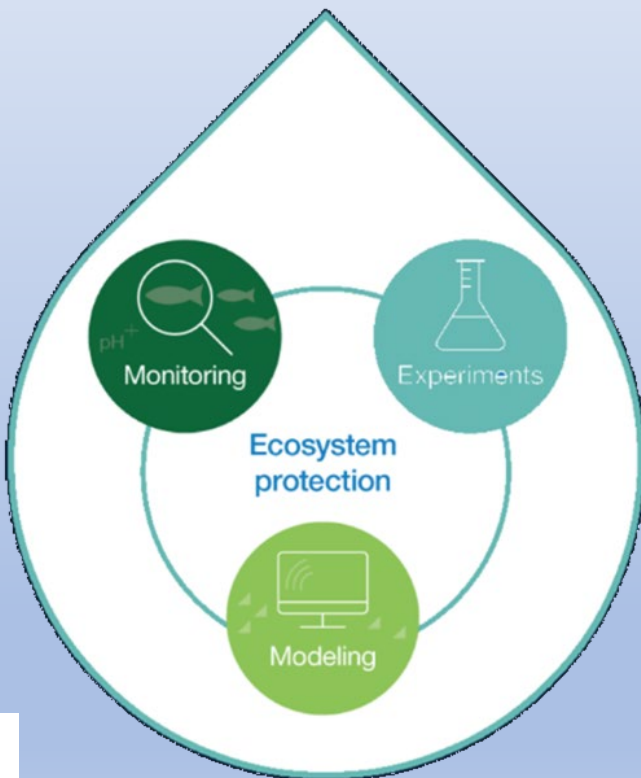 pH+
Monitoring
Experiments
Ecosystem
protection
Modeling